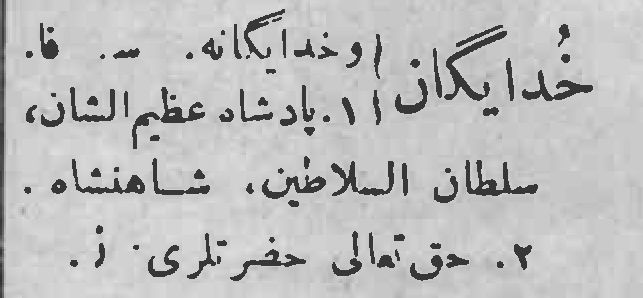 خُدایگان { و خدایگانه. س. فا.
۱. پادشاه عظیم الشان،
سلطان السلاطین، شاهنشاه.
۲. حق تعالی حضرتلری. ذ.